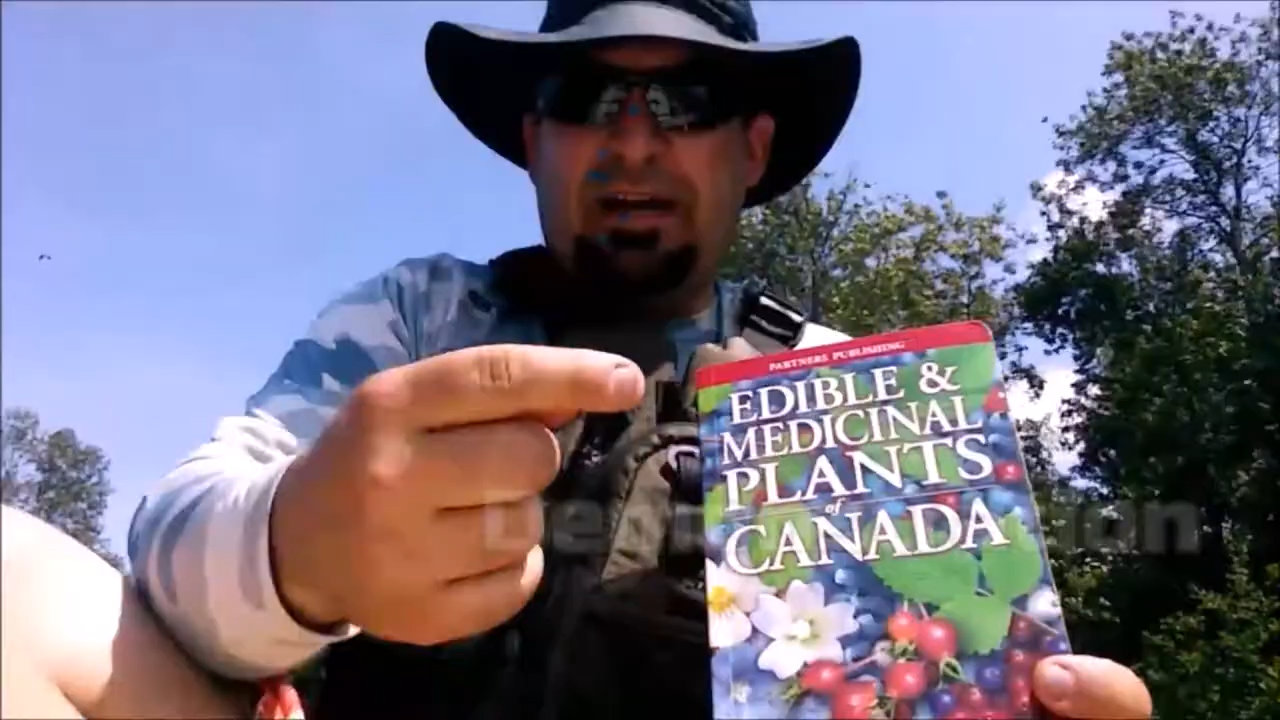 PARTNERS PUBLISHING
EDIBLE &
MEDICINAL
PLANTS
of
CANADA